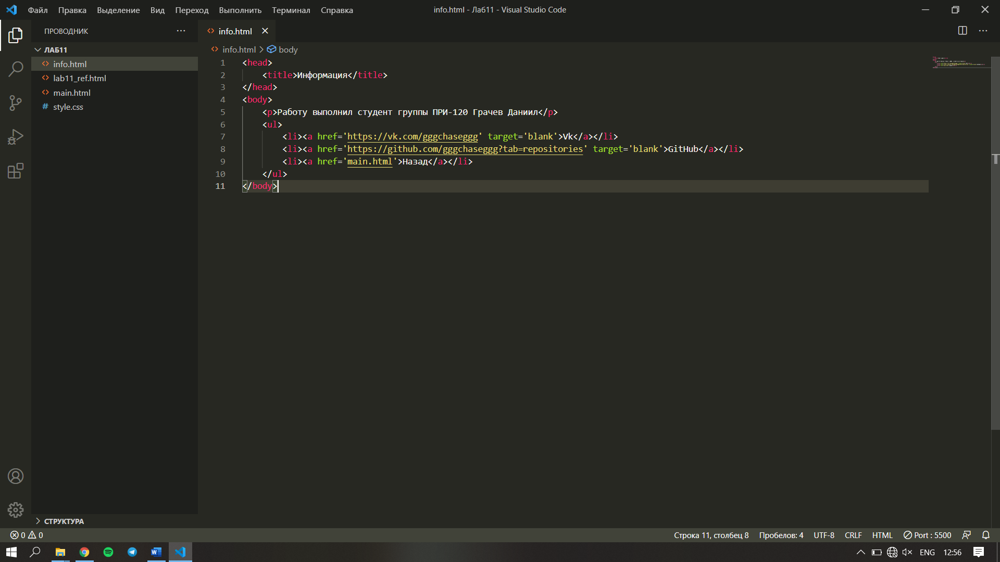 Файл Правка Выделение Вид Переход Выполнить Терминал Справка
info.html - Лаб11 - Visual Studio Code
ПРОВОДНИК
ЛАБ11
info.html
lab11_ref.html
main.html
style.css
СТРУКТУРА
info.html
info.html > body
1 <head>
2 <title>Информация</title>
3 </head>
4 <body>
5 <p>Работу выполнил студент группы ПРИ-120 Грачев Даниил</p>
6 <ul>
7 <li><a href='https://vk.com/gggchaseggg' target='blank'>Vk</a></li>
8 <li><a href='https://github.com/gggchaseggg?tab=repositories' target='blank'>GitHub</a></li>
9 <li><a href='main.html'>Назад</a></li>
10 </ul>
11 </body>
0 0
Строка 11, столбец 8 Пробелов: 4 UTF-8 CRLF HTML Port : 5500
ENG 12:56